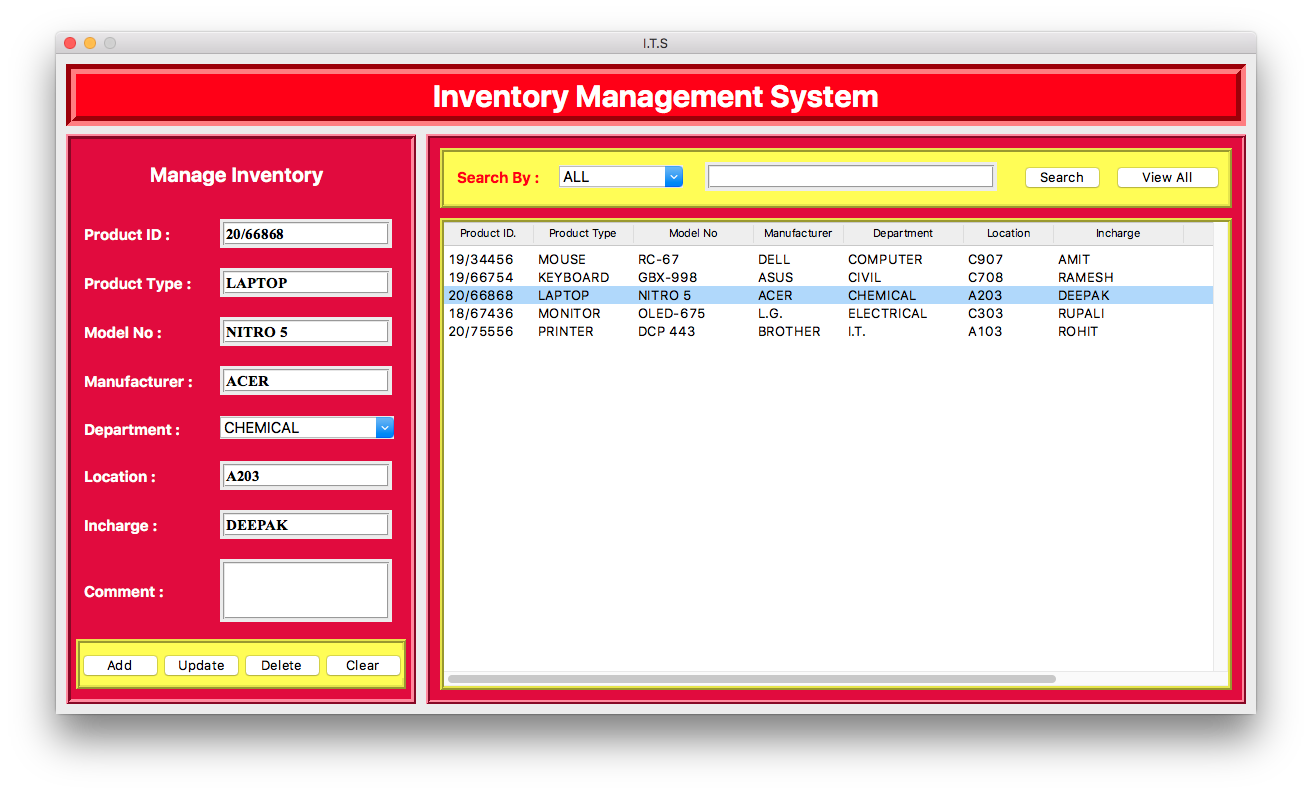 I.T.S
Inventory Management System
Manage Inventory
Product ID : 20/66868
Product Type : LAPTOP
Model No : NITRO 5
Manufacturer : ACER
Department : CHEMICAL
Location : A203
Incharge : DEEPAK
Comment :
Add Update Delete Clear
Search By : ALL Search View All
Product ID. Product Type Model No Manufacturer Department Location Incharge
19/34456 MOUSE RC-67 DELL COMPUTER C907 AMIT
19/66754 KEYBOARD GBX-998 ASUS CIVIL C708 RAMESH
20/66868 LAPTOP NITRO 5 ACER CHEMICAL A203 DEEPAK
18/67436 MONITOR OLED-675 L.G. ELECTRICAL C303 RUPALI
20/75556 PRINTER DCP 443 BROTHER I.T. A103 ROHIT